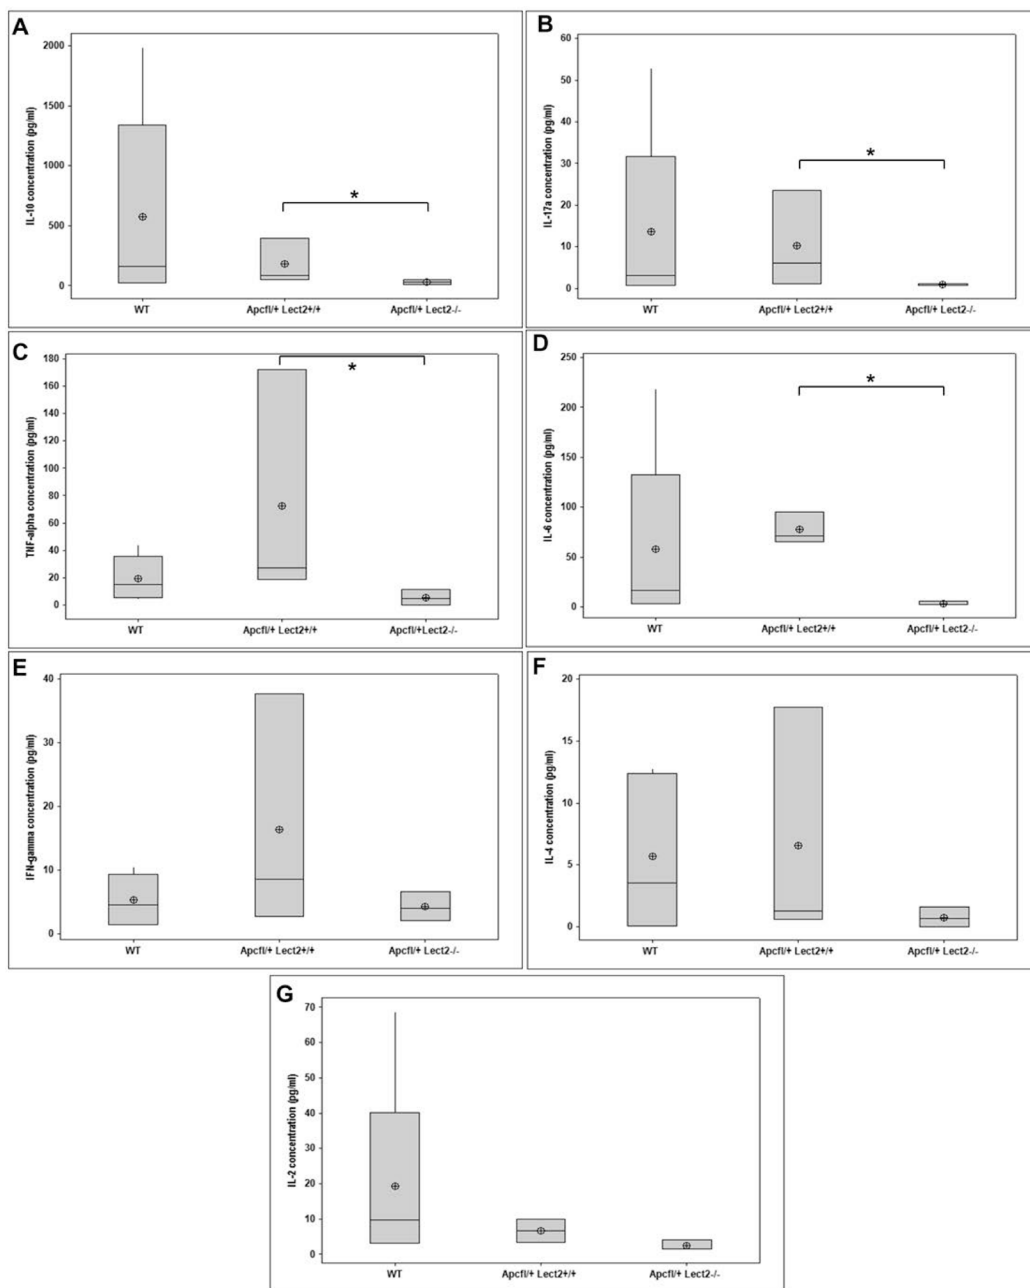 A
IL-10 concentration (pg/ml)
2000
1500
1000
500
0
*
WT
Apcfl/+ Lect2+/+
Apcfl/+ Lect2-/-
B
IL-17a concentration (pg/ml)
60
50
40
30
20
10
0
*
WT
Apcfl/+ Lect2+/+
Apcfl/+ Lect2-/-
C
TNF-alpha concentration (pg/ml)
180
160
140
120
100
80
60
40
20
0
*
WT
Apcfl/+ Lect2+/+
Apcfl/+Lect2-/-
D
IL-6 concentration (pg/ml)
250
200
150
100
50
0
*
WT
Apcfl/+ Lect2+/+
Apcfl/+ Lect2-/-
E
IFN-gamma concentration (pg/ml)
40
30
20
10
0
WT
Apcfl/+ Lect2+/+
Apcfl/+ Lect2-/-
F
IL-4 concentration (pg/ml)
20
15
10
5
0
WT
Apcfl/+ Lect2+/+
Apcfl/+ Lect2-/-
G
IL-2 concentration (pg/ml)
70
60
50
40
30
20
10
0
WT
Apcfl/+ Lect2+/+
Apcfl/+ Lect2-/-